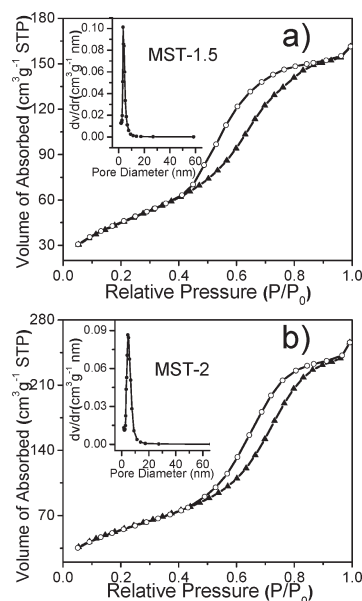 a)
MST-1.5
dv/dr(cm³g⁻¹ nm)
0.10
0.08
0.06
0.04
0.02
0.00
0 10 20 30 40 50 60
Pore Diameter (nm)
Volume of Absorbed (cm³g⁻¹ STP)
180
150
120
90
60
30
0.0 0.2 0.4 0.6 0.8 1.0
Relative Pressure (P/P₀)
b)
MST-2
dv/dr(cm³g⁻¹ nm)
0.09
0.06
0.03
0.00
0 20 40 60
Pore Diameter (nm)
Volume of Absorbed (cm³g⁻¹ STP)
280
210
140
70
0.0 0.2 0.4 0.6 0.8 1.0
Relative Pressure (P/P₀)